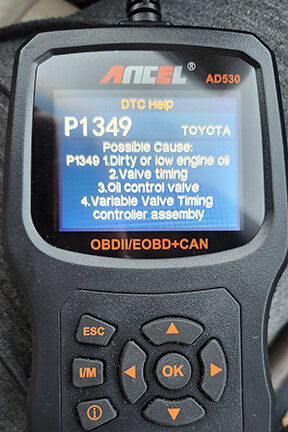 ANCEL®
AD530
DTC Help
P1349 TOYOTA
Possible Cause:
P1349 1.Dirty or low engine oil
2.Valve timing
3.Oil control valve
4.Variable Valve Timing
controller assembly
OBDII/EOBD+CAN
ESC
I/M
OK
i